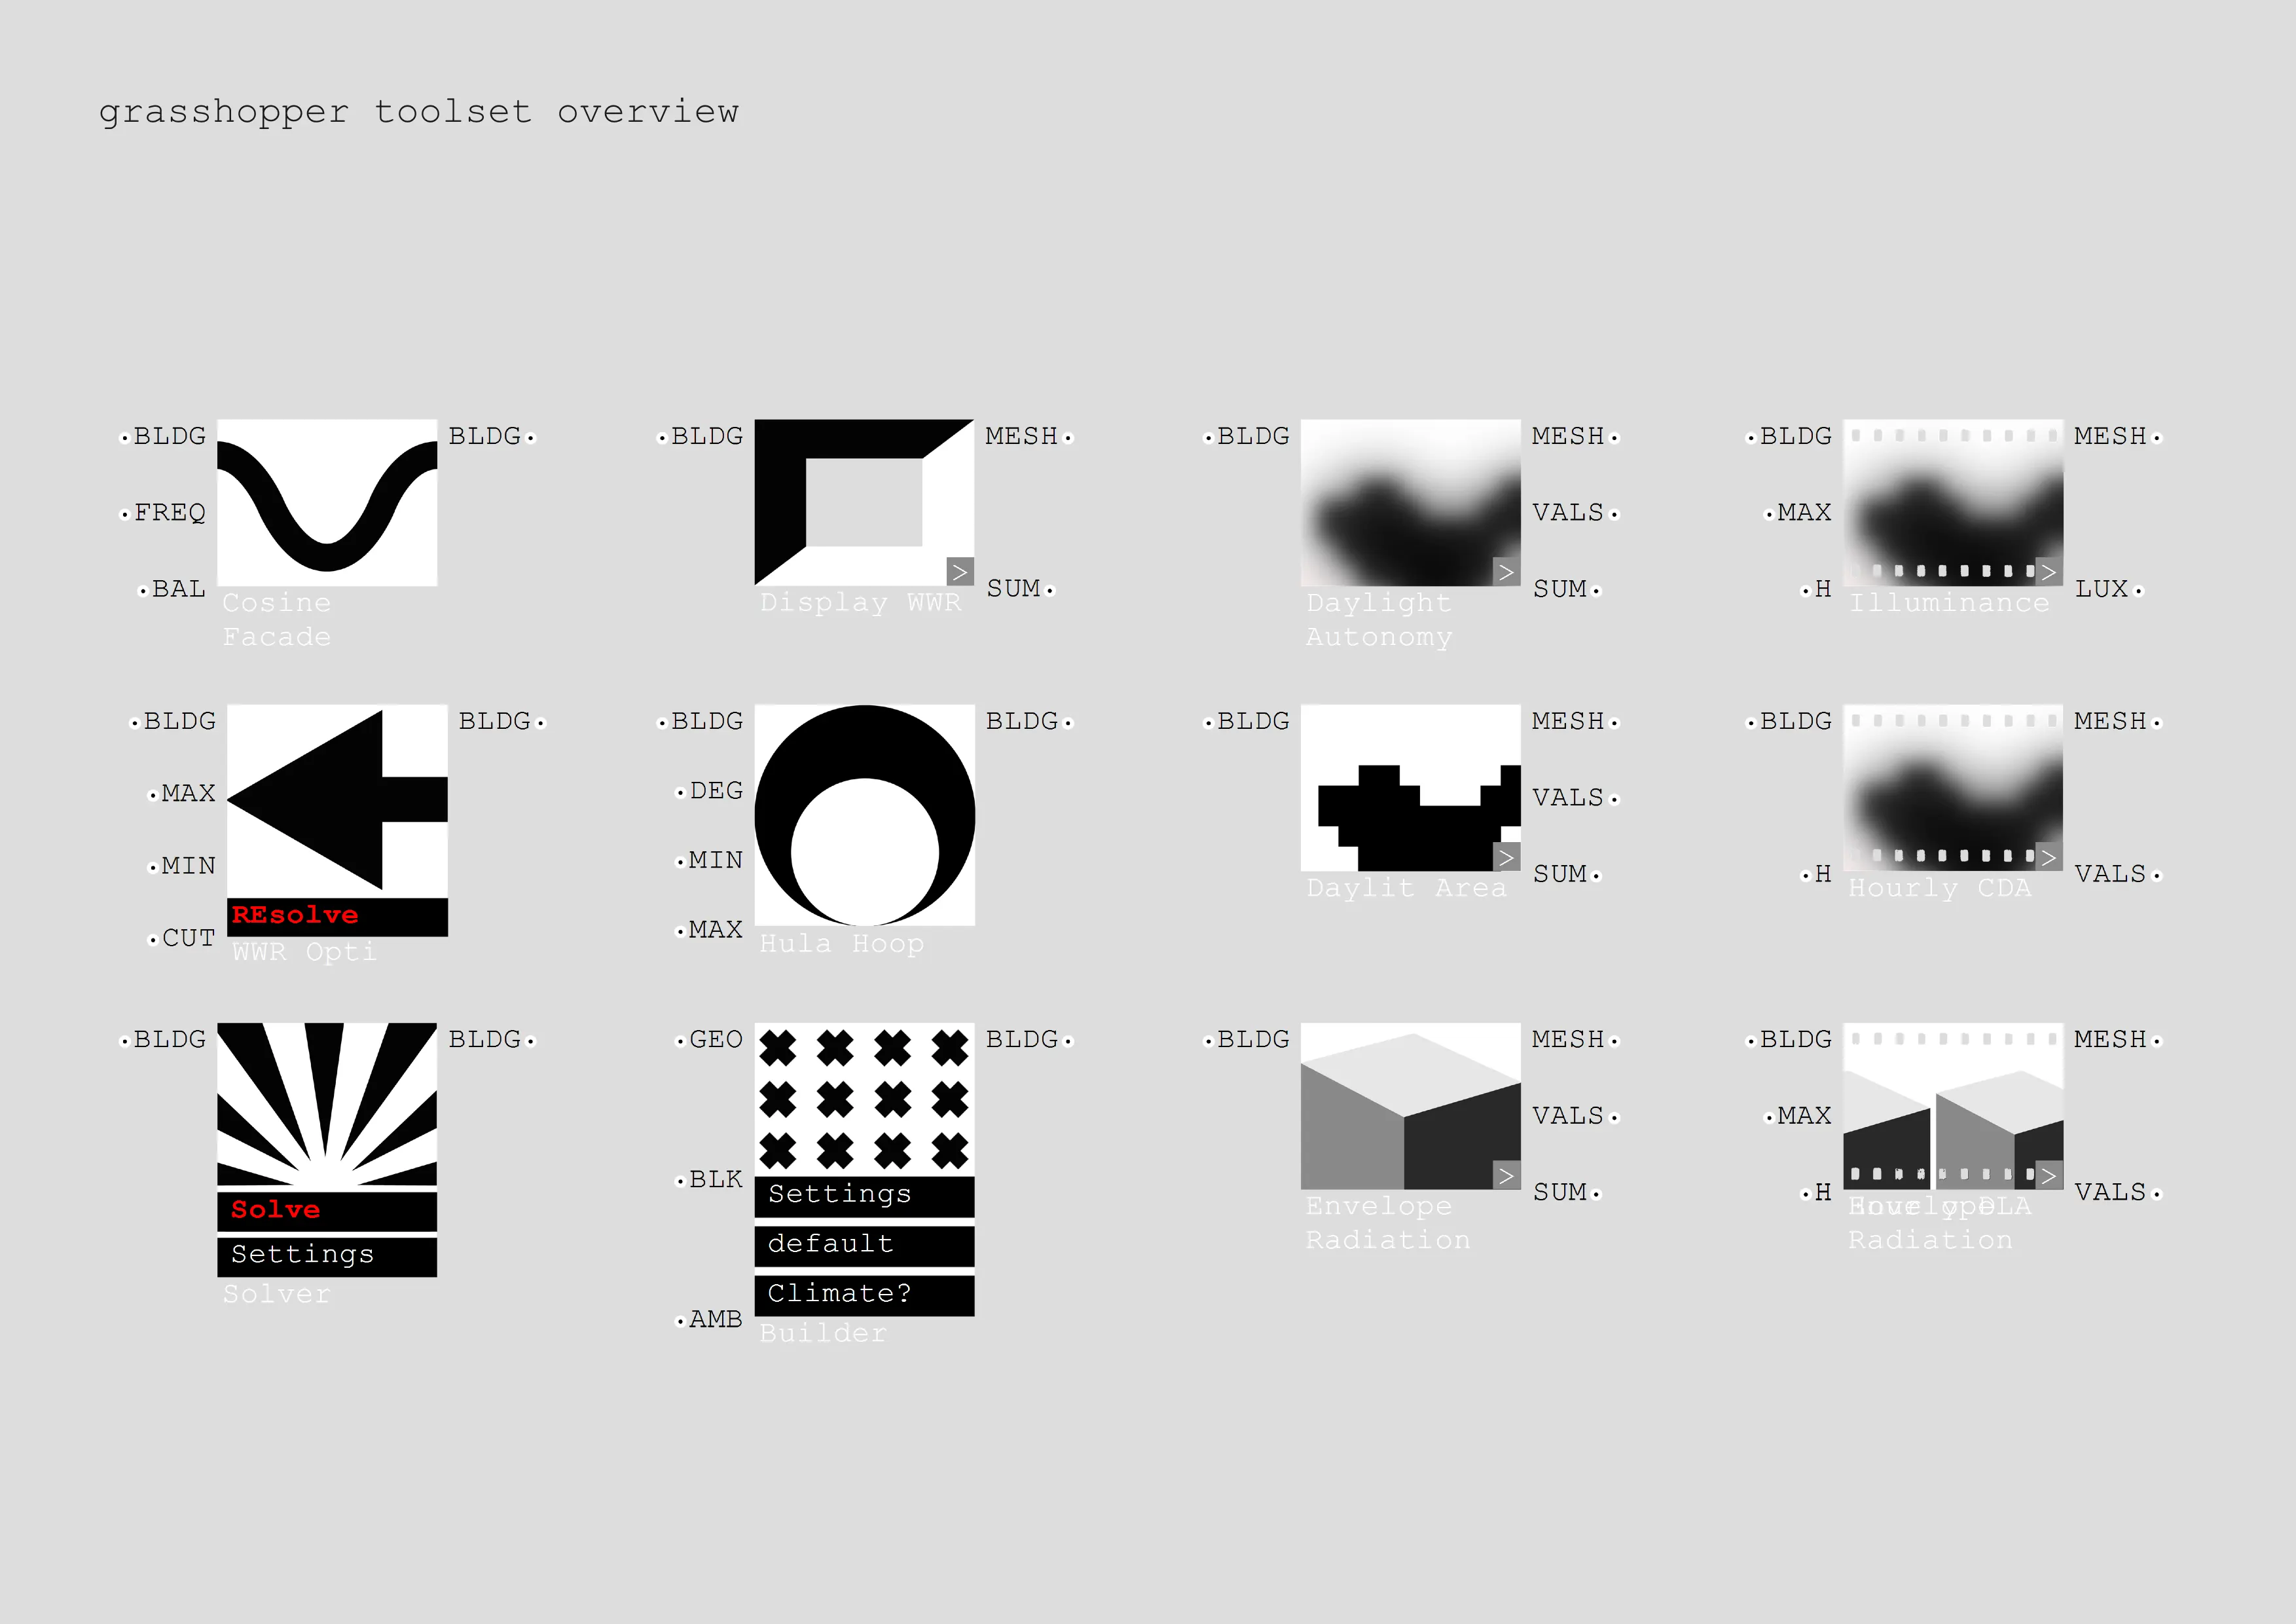 grasshopper toolset overview
BLDG
FREQ
BAL
BLDG
Cosine
Facade
BLDG
MESH
SUM
>
Display WWR
BLDG
MESH
VALS
SUM
>
Daylight
Autonomy
BLDG
MAX
H
MESH
LUX
>
Illuminance
BLDG
MAX
MIN
CUT
BLDG
REsolve
WWR Opti
BLDG
DEG
MIN
MAX
BLDG
Hula Hoop
BLDG
MESH
VALS
SUM
>
Daylit Area
BLDG
H
MESH
VALS
>
Hourly CDA
BLDG
BLDG
Solve
Settings
Solver
GEO
BLK
AMB
BLDG
Settings
default
Climate?
Builder
BLDG
MESH
VALS
SUM
>
Envelope
Radiation
BLDG
MAX
H
MESH
VALS
>
Hourly DLA
Envelope
Radiation